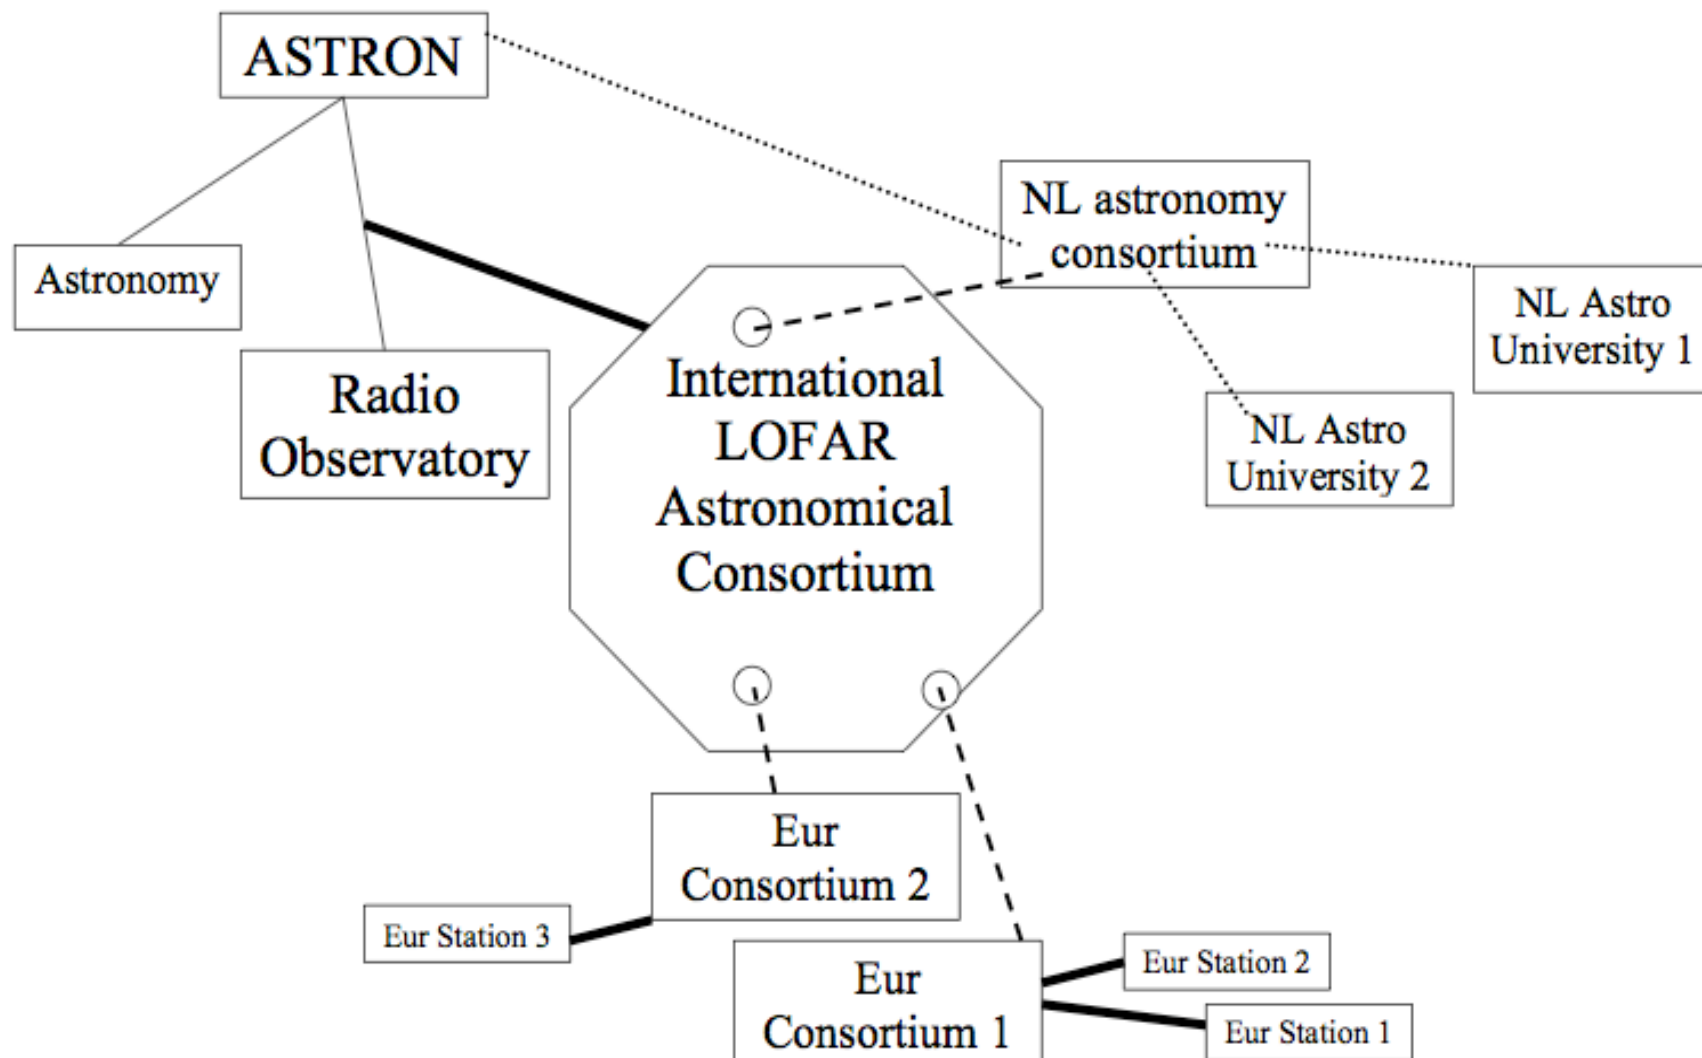 ASTRON
NL astronomy
consortium
Astronomy
NL Astro
University 1
Radio
Observatory
International
LOFAR
Astronomical
Consortium
NL Astro
University 2
Eur
Consortium 2
Eur Station 3
Eur
Consortium 1
Eur Station 2
Eur Station 1